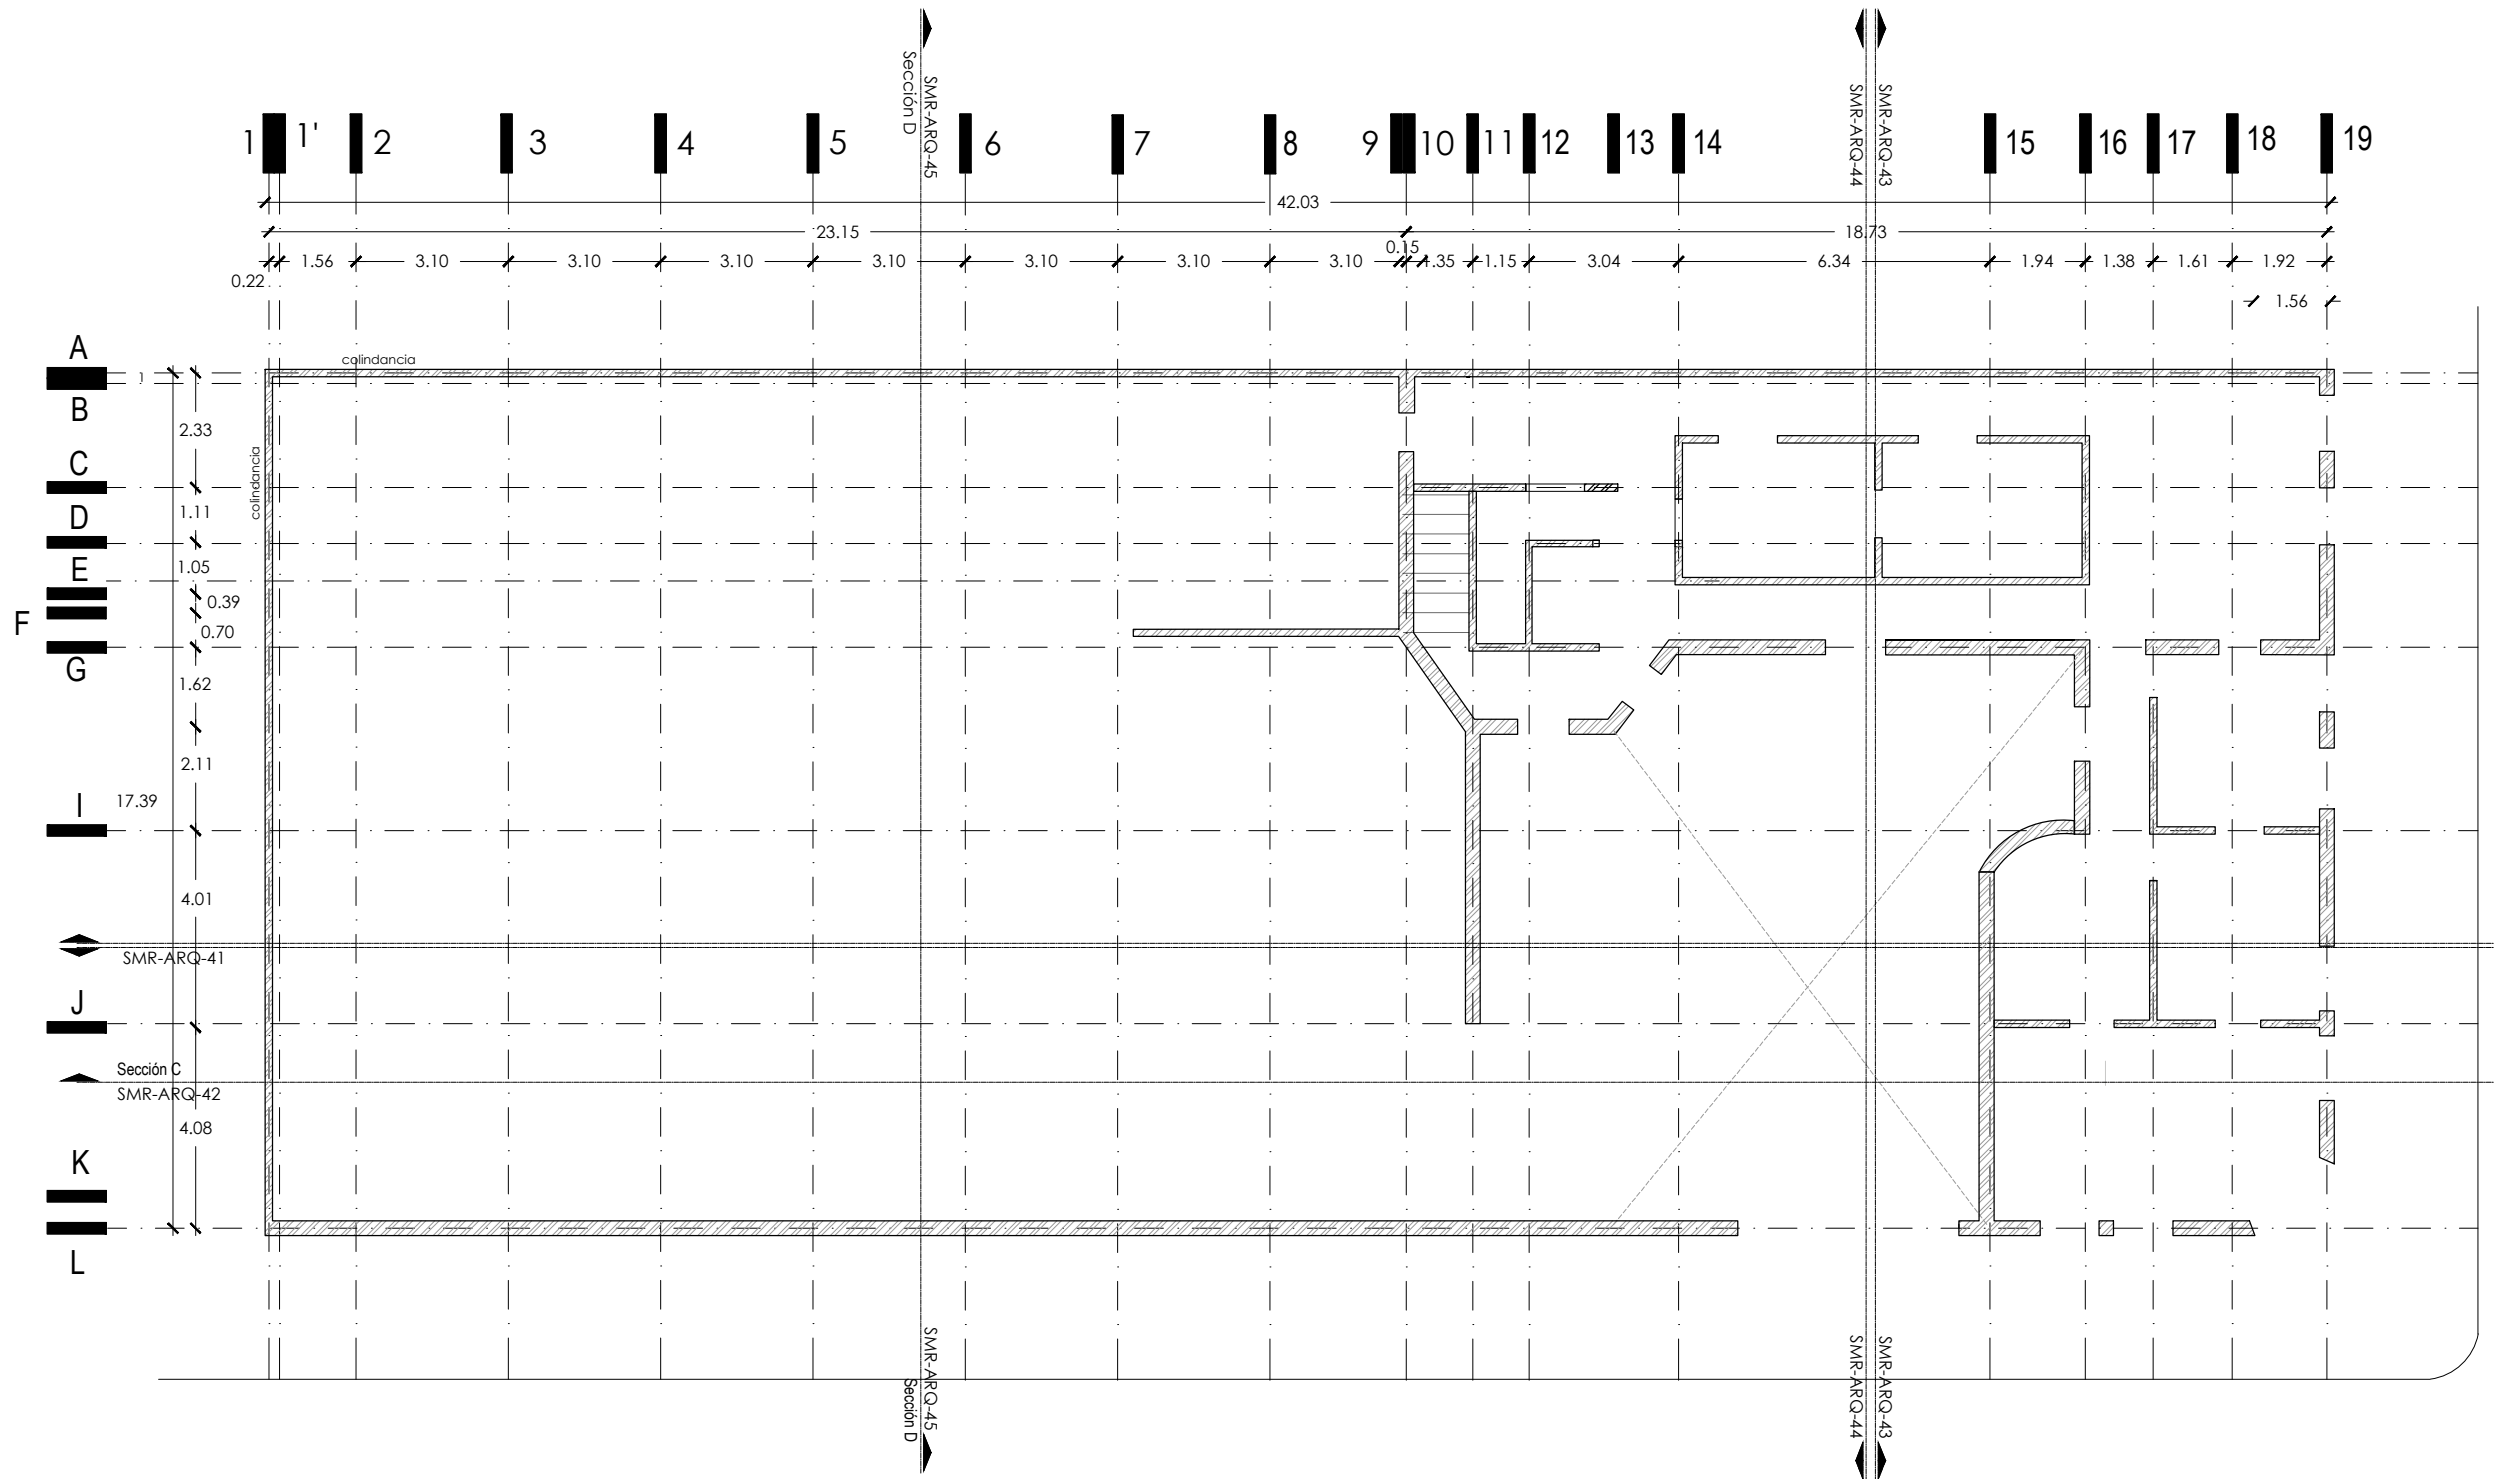 Sección D
SMR-ARQ-45
SMR-ARQ-44
SMR-ARQ-43
1
1'
2
3
4
5
6
7
8
9
10
11
12
13
14
15
16
17
18
19
42.03
23.15
18.73
0.15
1.56
3.10
3.10
3.10
3.10
3.10
3.10
3.10
1.35
1.15
3.04
6.34
1.94
1.38
1.61
1.92
0.22
1.56
A
colindancia
1
B
2.33
C
colindancia
1.11
D
1.05
E
0.39
F
0.70
G
1.62
2.11
I
17.39
4.01
SMR-ARQ-41
J
Sección C
SMR-ARQ-42
4.08
K
L
SMR-ARQ-45
Sección D
SMR-ARQ-44
SMR-ARQ-43